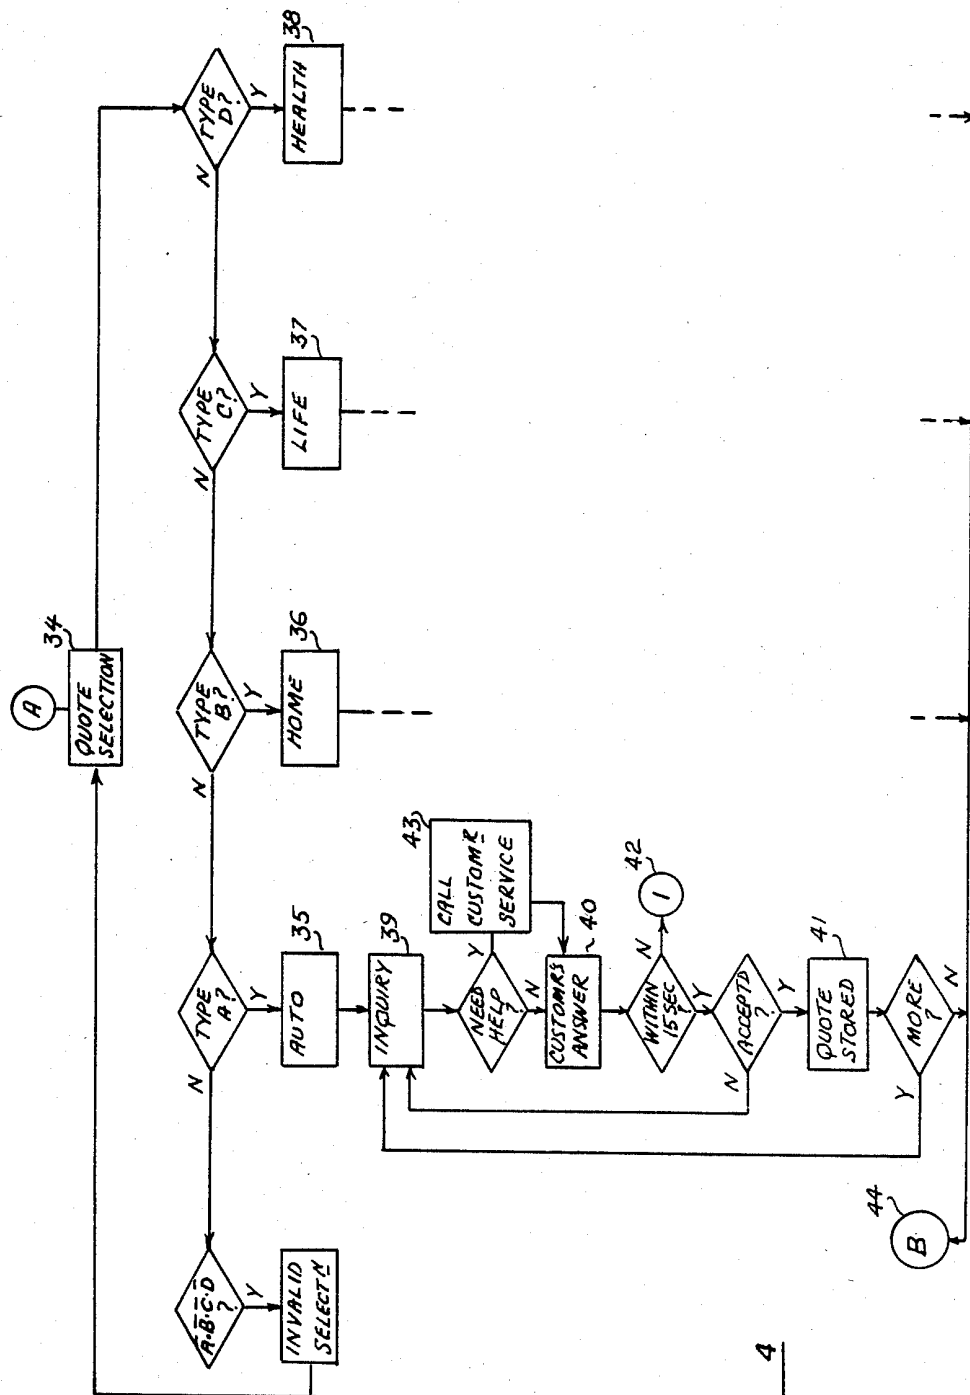 A
34
QUOTE
SELECTION
TYPE
D?
N
Y
HEALTH
38
TYPE
C?
N
Y
LIFE
37
TYPE
B?
N
Y
HOME
36
TYPE
A?
N
Y
AUTO
35
A̅·B̅·C̅·D̅
?
Y
INVALID
SELECT'N
INQUIRY
39
NEED
HELP
?
Y
N
CALL
CUSTOM'R
SERVICE
43
CUSTOMR'S
ANSWER
40
WITHIN
15 SEC
?
N
Y
1
42
ACCEPT'D
?
N
Y
QUOTE
STORED
41
MORE
?
Y
N
B
44
4